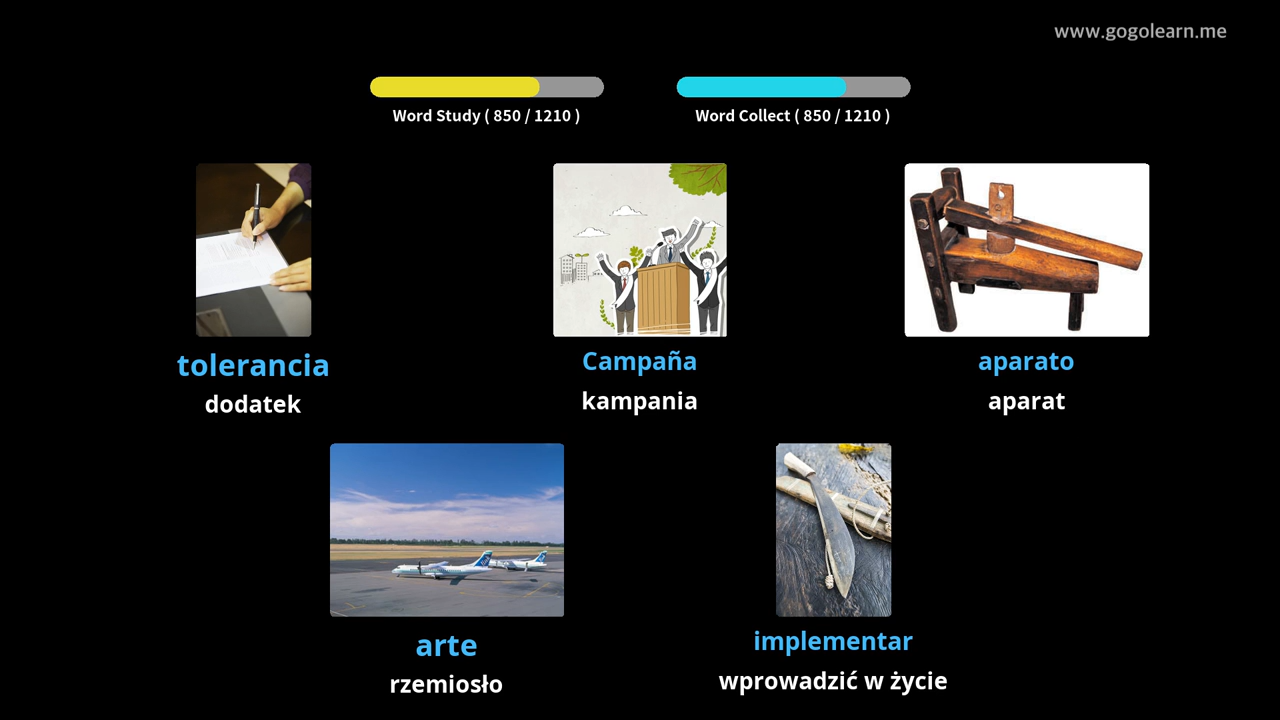 www.gogolearn.me
Word Study ( 850 / 1210 )
Word Collect ( 850 / 1210 )
tolerancia
dodatek
Campaña
kampania
aparato
aparat
arte
rzemiosło
implementar
wprowadzić w życie